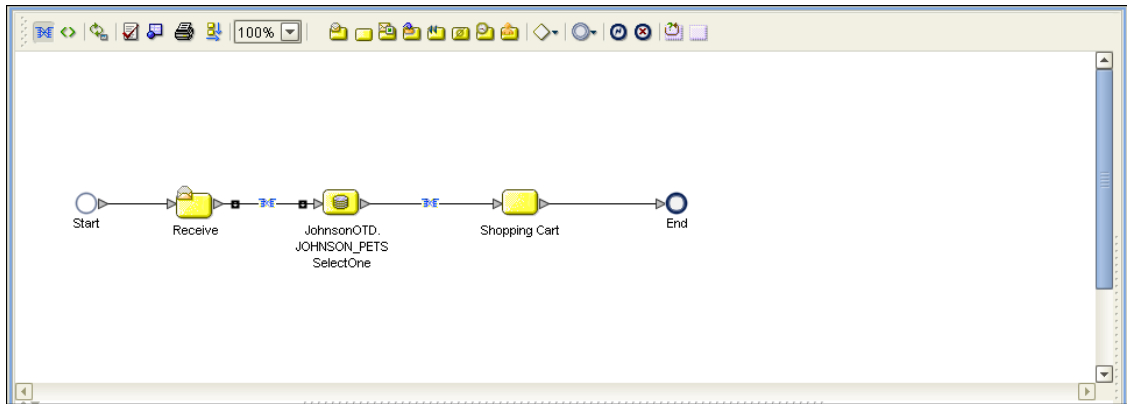 100%
Start
Receive
JohnsonOTD.
JOHNSON_PETS
SelectOne
Shopping Cart
End